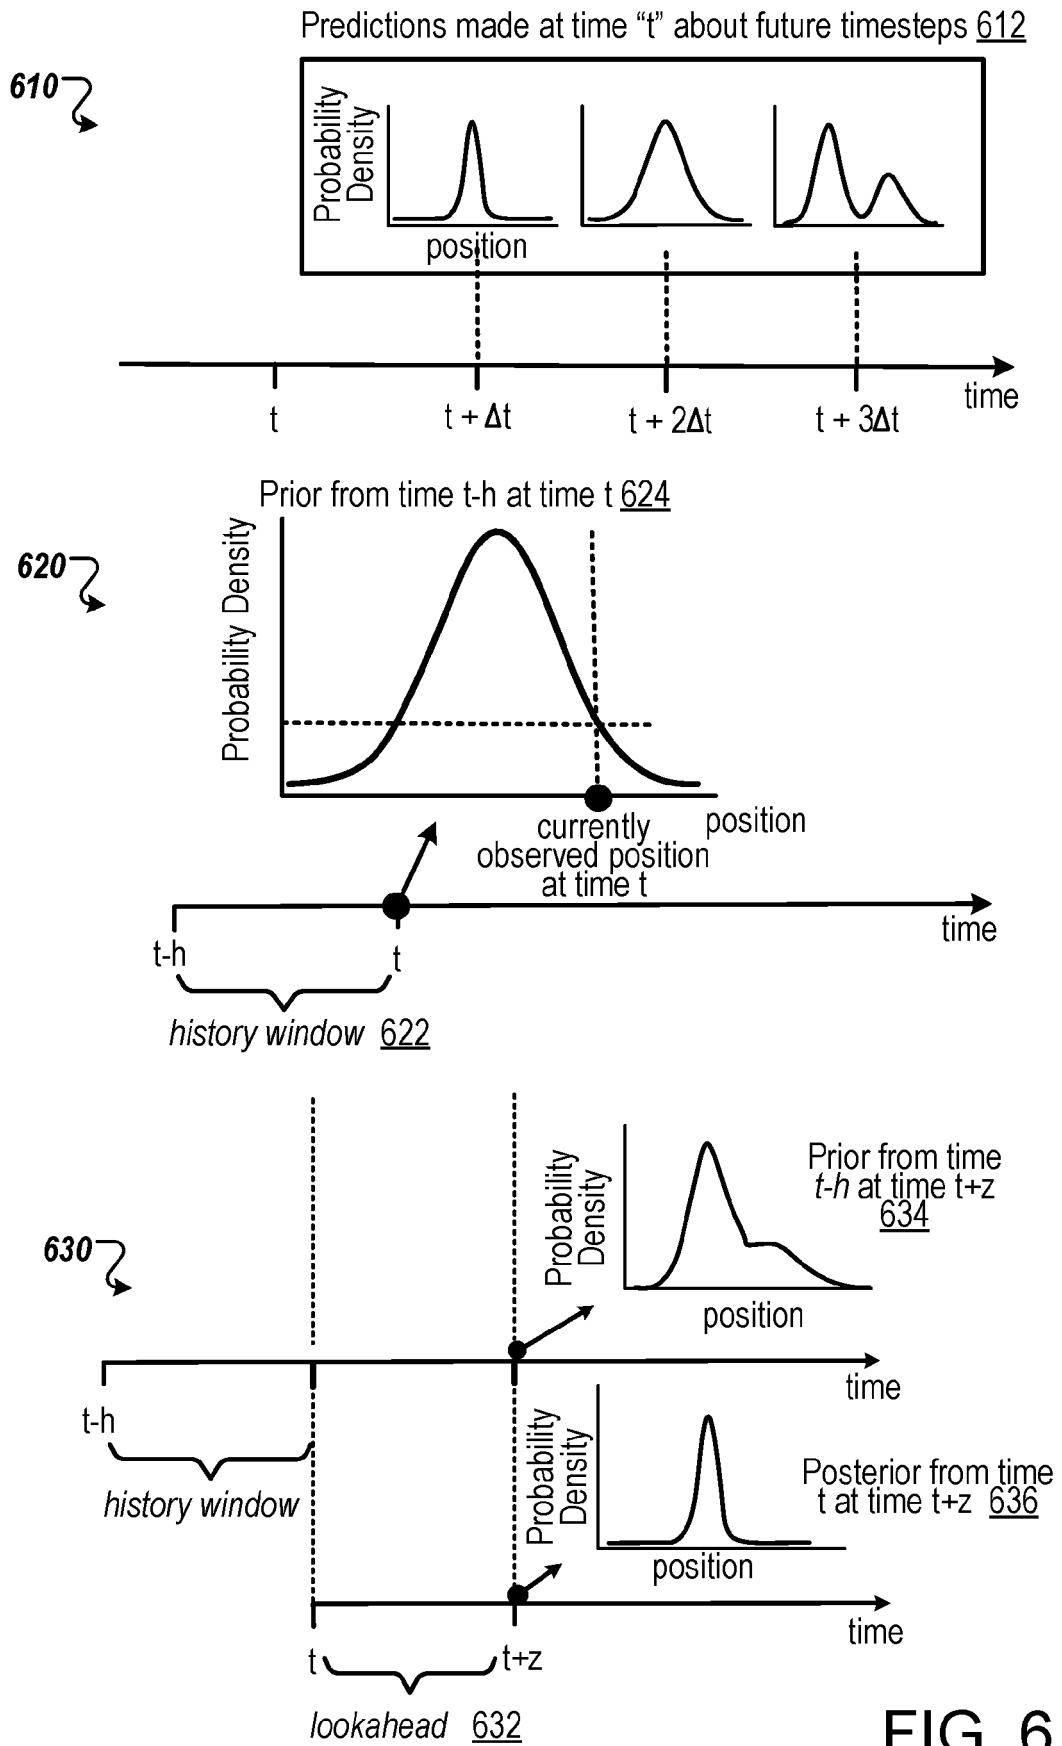 Predictions made at time “t” about future timesteps 612
610
Probability
Density
position
time
t
t + Δt
t + 2Δt
t + 3Δt
Prior from time t-h at time t 624
620
Probability Density
currently
observed position
at time t
position
time
t-h
t
history window 622
630
Probability
Density
Prior from time
t-h at time t+z
634
position
time
t-h
history window
Probability
Density
Posterior from time
t at time t+z 636
position
time
t
t+z
lookahead 632
FIG. 6